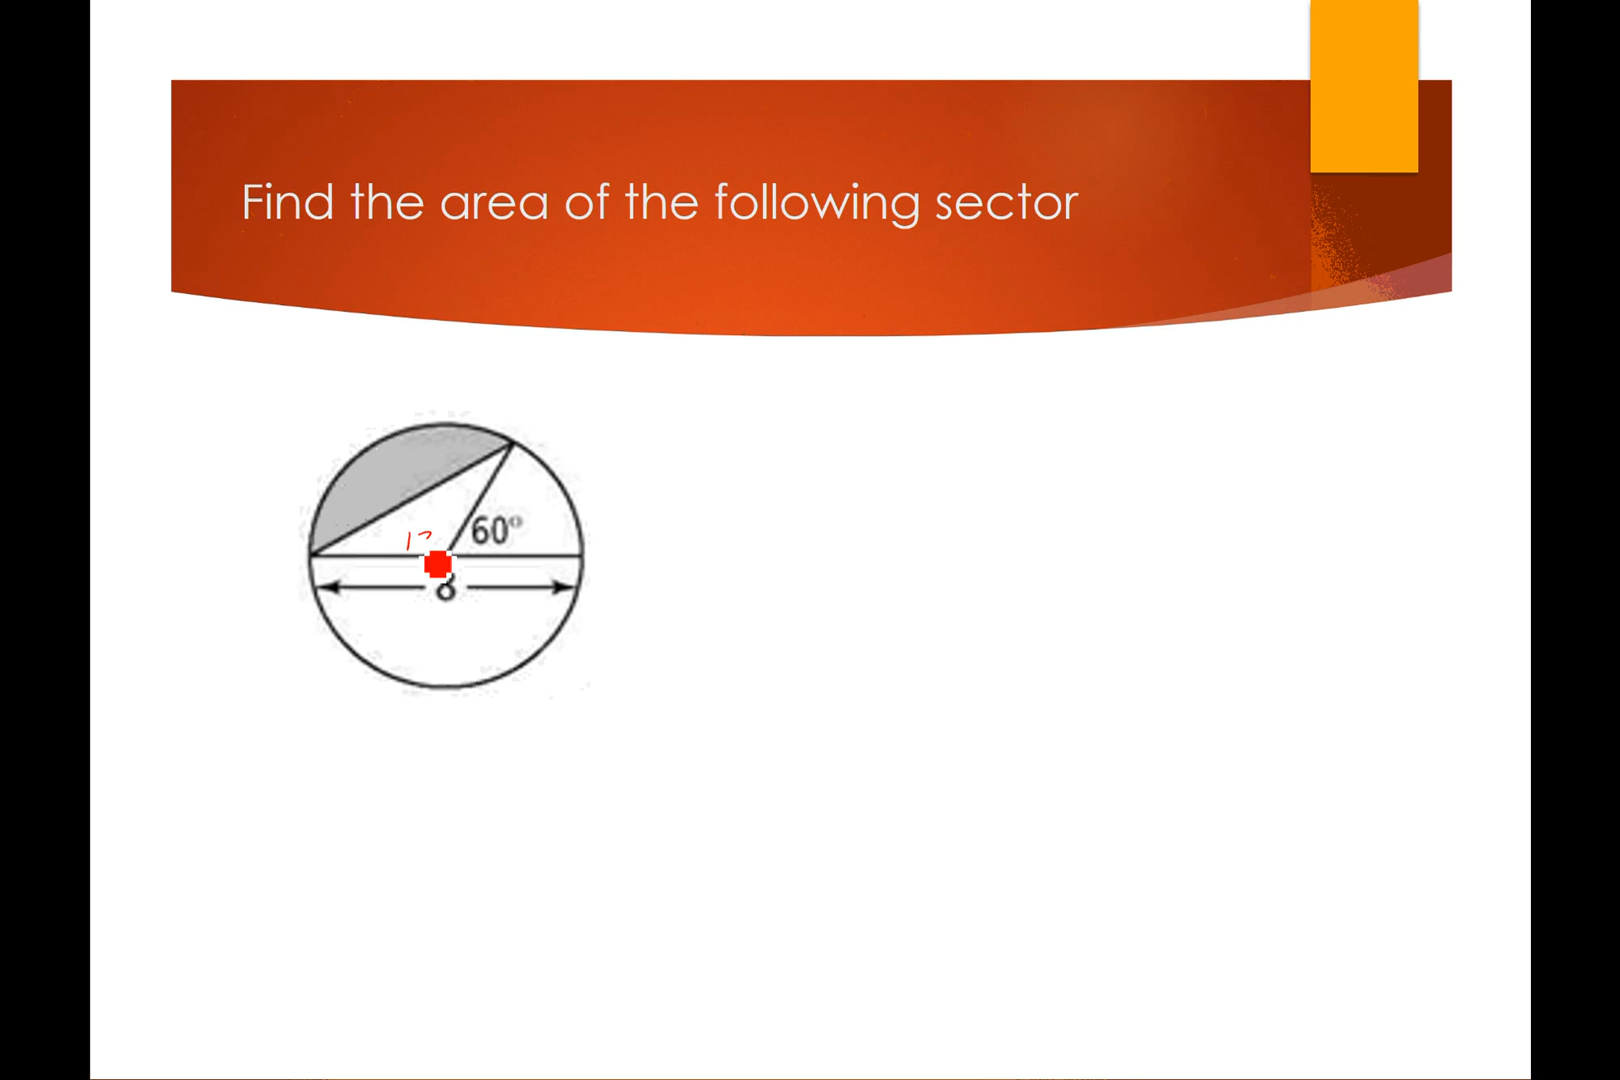 Find the area of the following sector
60°
8